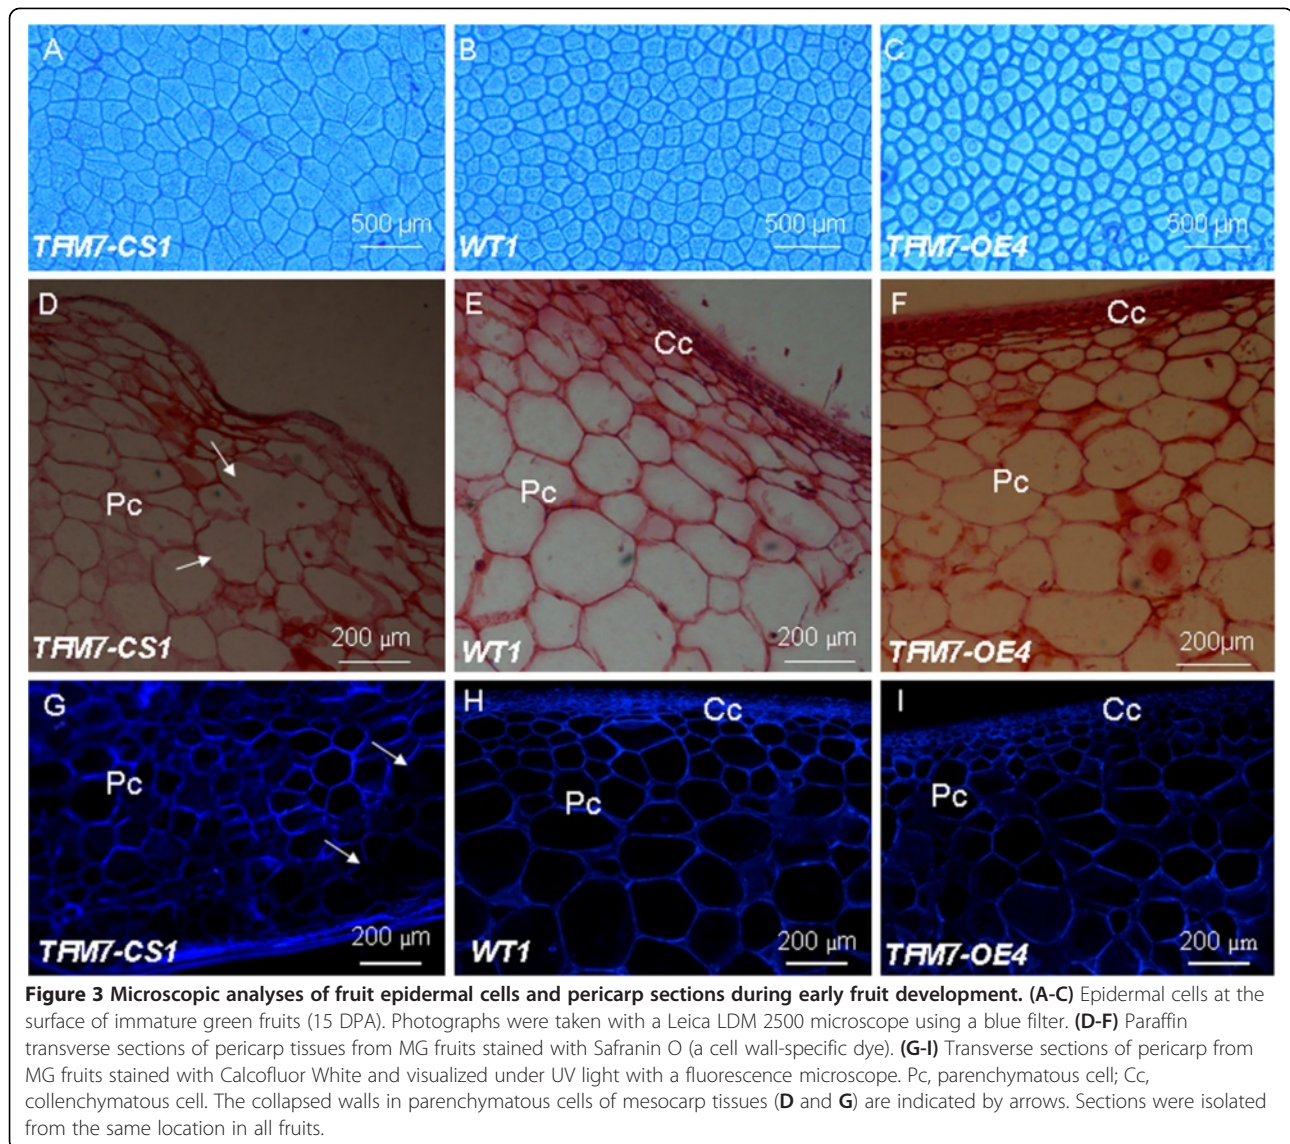 A
B
C
500 µm
500 µm
500 µm
TFM7-CS1
WT1
TFM7-OE4
D
E
F
Cc
Cc
Pc
Pc
Pc
200 µm
200 µm
200µm
TFM7-CS1
WT1
TFM7-OE4
G
H
I
Cc
Cc
Pc
Pc
Pc
200 µm
200 µm
200 µm
TFM7-CS1
WT1
TFM7-OE4
Figure 3 Microscopic analyses of fruit epidermal cells and pericarp sections during early fruit development. (A-C) Epidermal cells at the
surface of immature green fruits (15 DPA). Photographs were taken with a Leica LDM 2500 microscope using a blue filter. (D-F) Paraffin
transverse sections of pericarp tissues from MG fruits stained with Safranin O (a cell wall-specific dye). (G-I) Transverse sections of pericarp from
MG fruits stained with Calcofluor White and visualized under UV light with a fluorescence microscope. Pc, parenchymatous cell; Cc,
collenchymatous cell. The collapsed walls in parenchymatous cells of mesocarp tissues (D and G) are indicated by arrows. Sections were isolated
from the same location in all fruits.